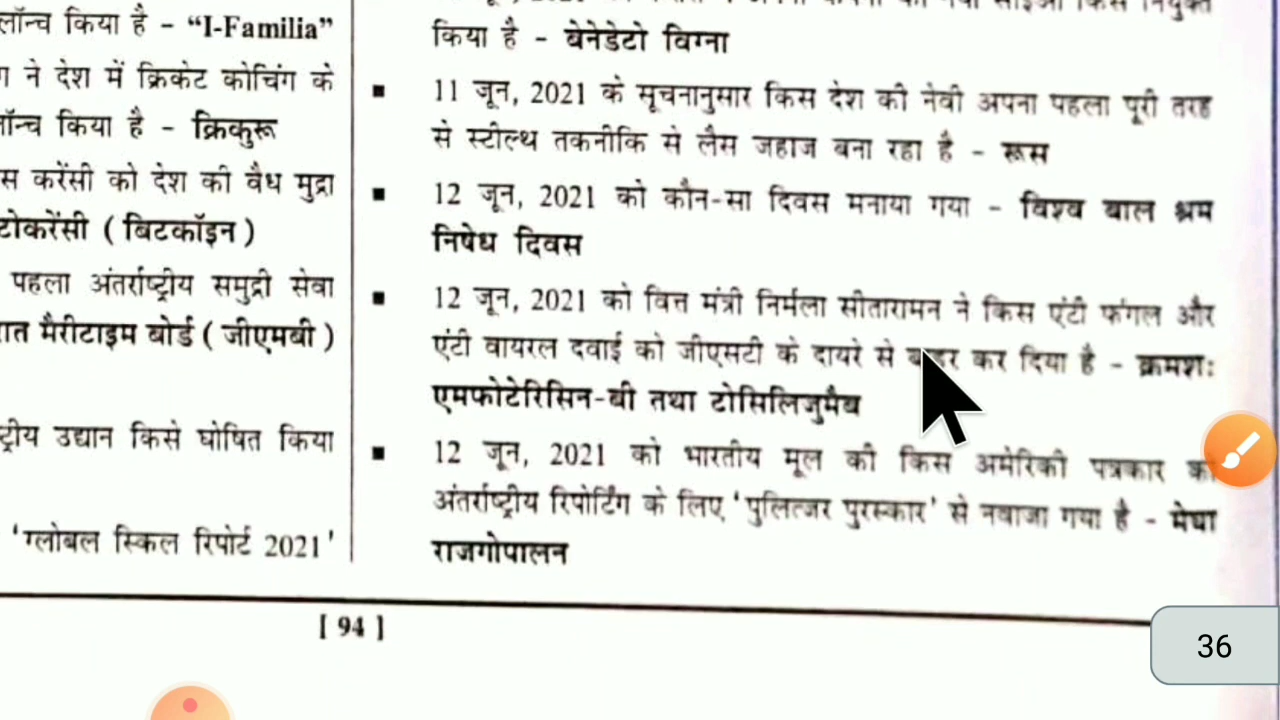 लॉन्च किया है - “I-Familia”
ने देश में क्रिकेट कोचिंग के
लॉन्च किया है - क्रिकुरू
स करेंसी को देश की वैध मुद्रा
टोकरेंसी ( बिटकॉइन )
पहला अंतर्राष्ट्रीय समुद्री सेवा
रात मैरीटाइम बोर्ड ( जीएमबी )
ट्रीय उद्यान किसे घोषित किया
‘ग्लोबल स्किल रिपोर्ट 2021’
किया है - बेनेडेटो विग्ना
▪ 11 जून, 2021 के सूचनानुसार किस देश की नेवी अपना पहला पूरी तरह
से स्टील्थ तकनीकि से लैस जहाज बना रहा है - रूस
▪ 12 जून, 2021 को कौन-सा दिवस मनाया गया - विश्व बाल श्रम
निषेध दिवस
▪ 12 जून, 2021 को वित्त मंत्री निर्मला सीतारामन ने किस एंटी फंगल और
एंटी वायरल दवाई को जीएसटी के दायरे से बाहर कर दिया है - क्रमशः
एमफोटेरिसिन-बी तथा टोसिलिजुमैब
▪ 12 जून, 2021 को भारतीय मूल की किस अमेरिकी पत्रकार को
अंतर्राष्ट्रीय रिपोर्टिंग के लिए ‘पुलित्जर पुरस्कार’ से नवाजा गया है - मेघा
राजगोपालन
[ 94 ]
36